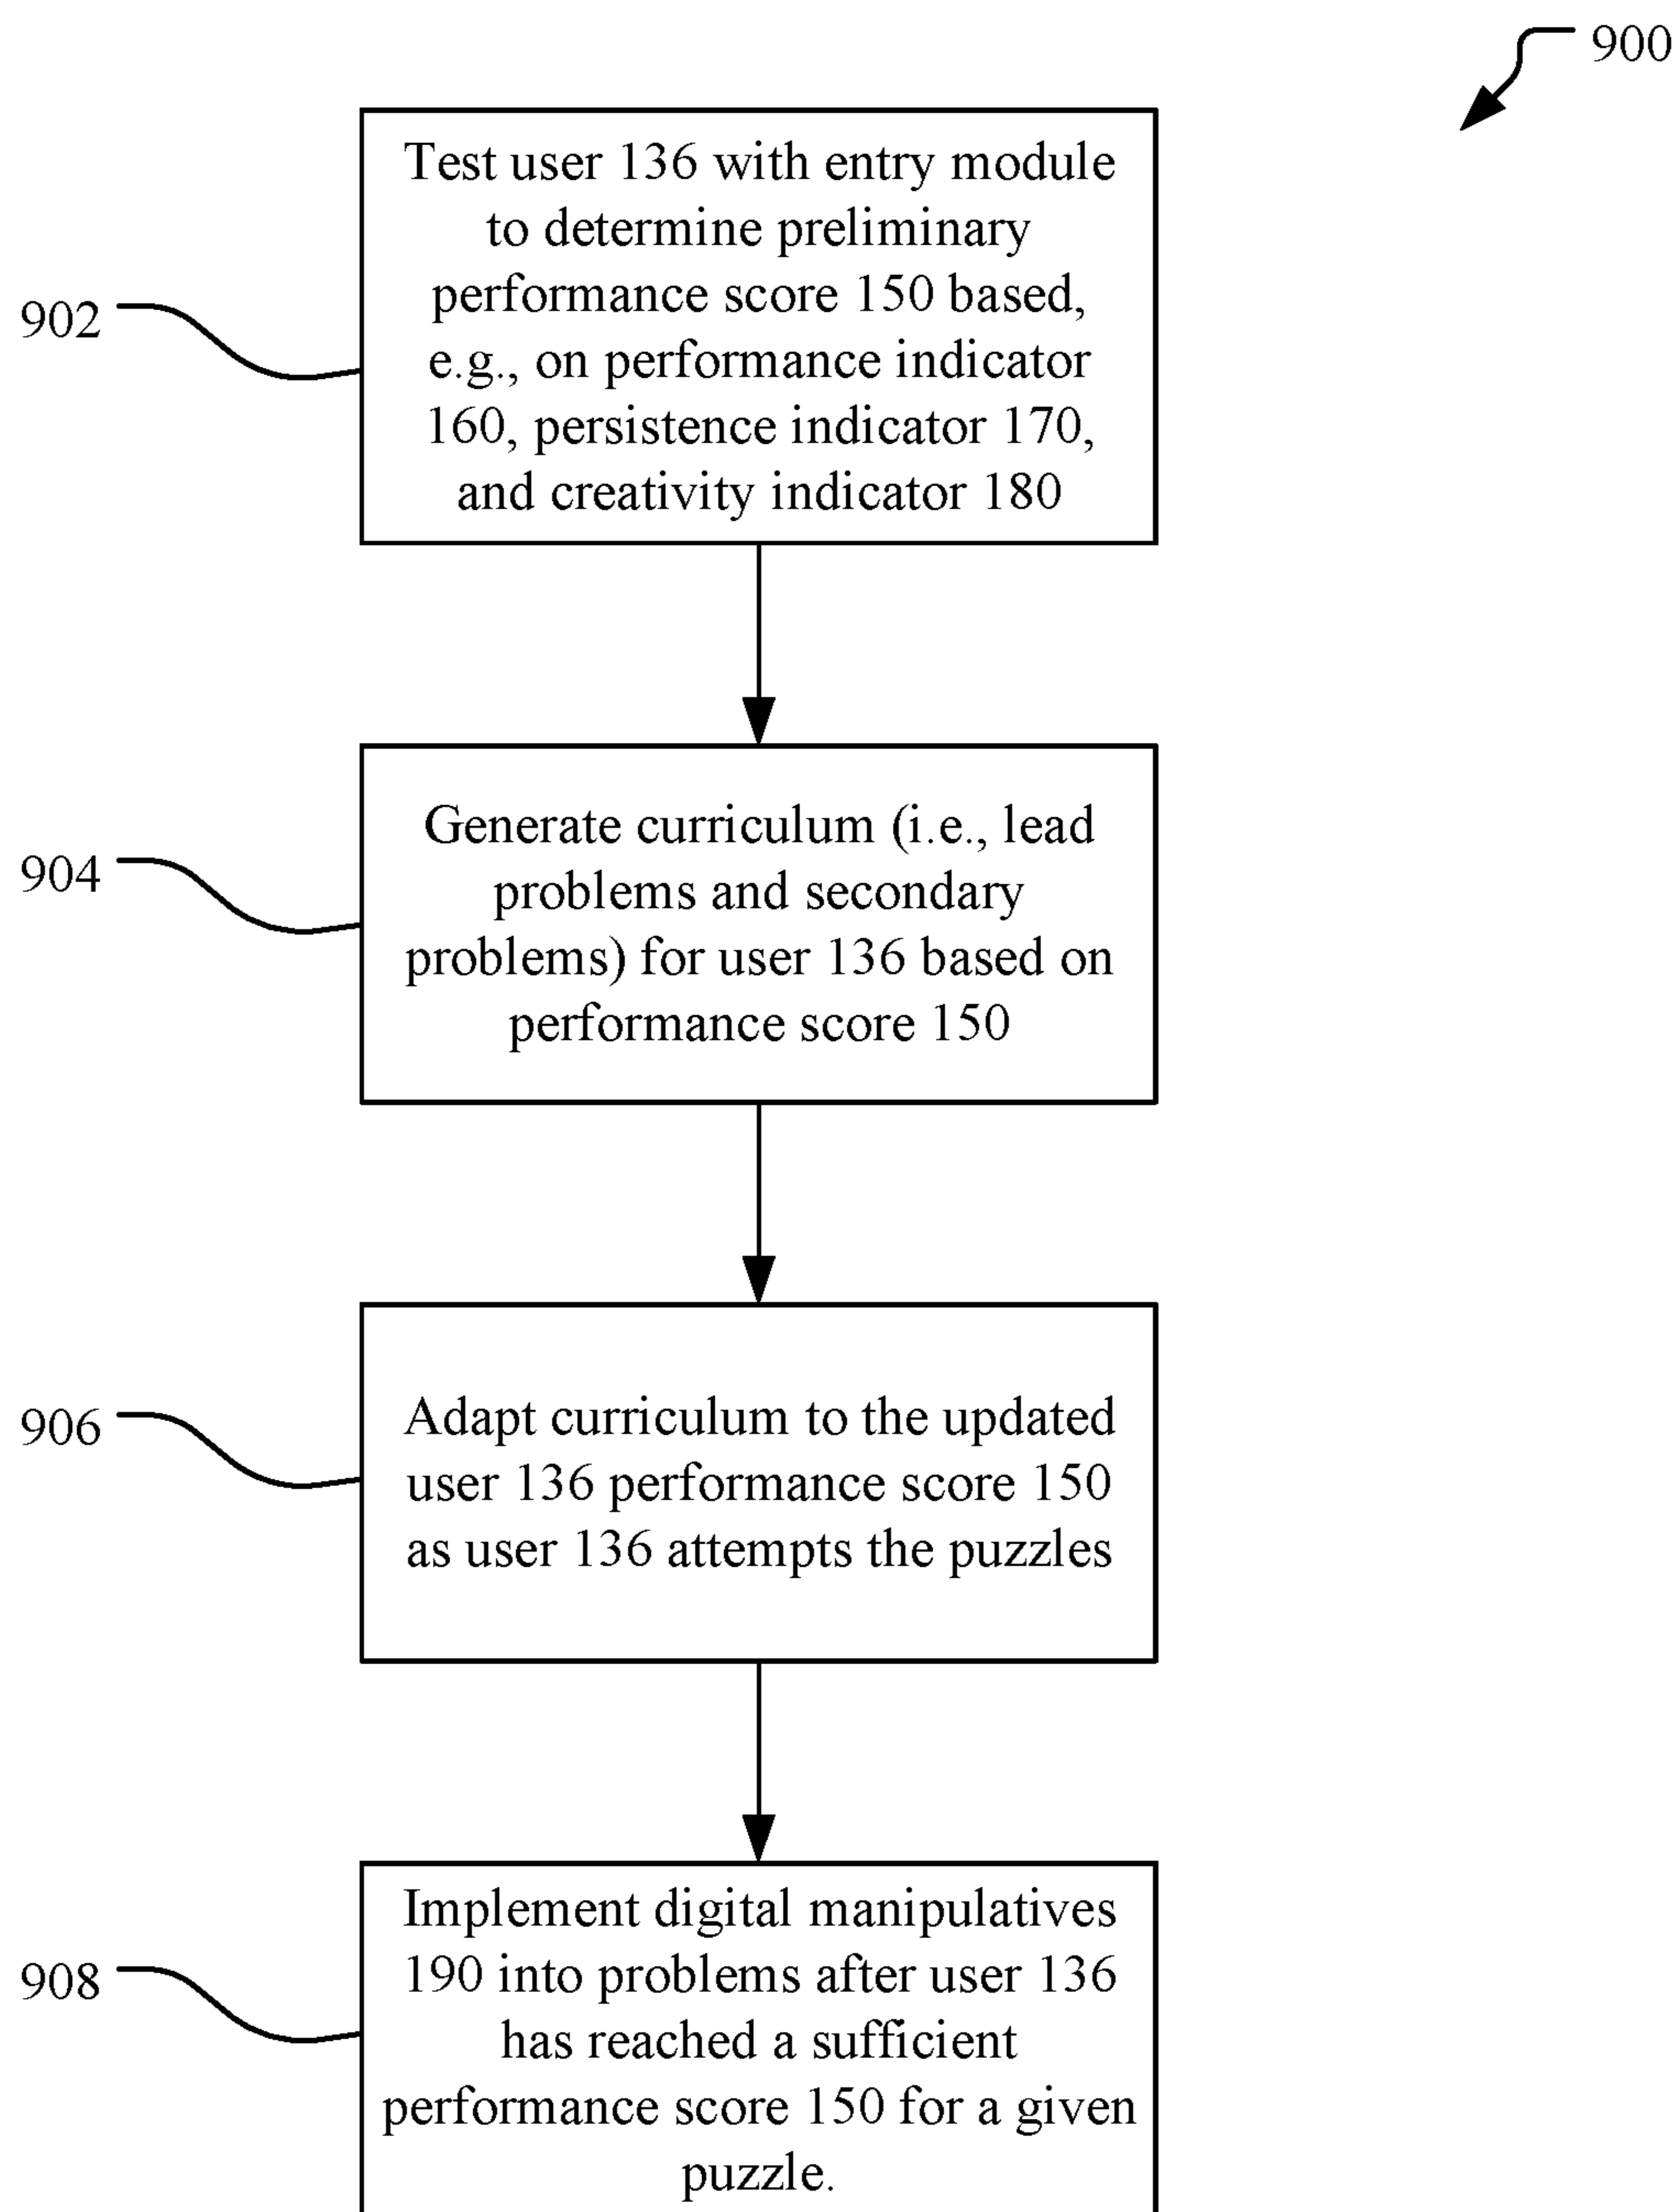 900
Test user 136 with entry module
to determine preliminary
performance score 150 based,
e.g., on performance indicator
160, persistence indicator 170,
and creativity indicator 180
902
Generate curriculum (i.e., lead
problems and secondary
problems) for user 136 based on
performance score 150
904
Adapt curriculum to the updated
user 136 performance score 150
as user 136 attempts the puzzles
906
Implement digital manipulatives
190 into problems after user 136
has reached a sufficient
performance score 150 for a given
puzzle.
908